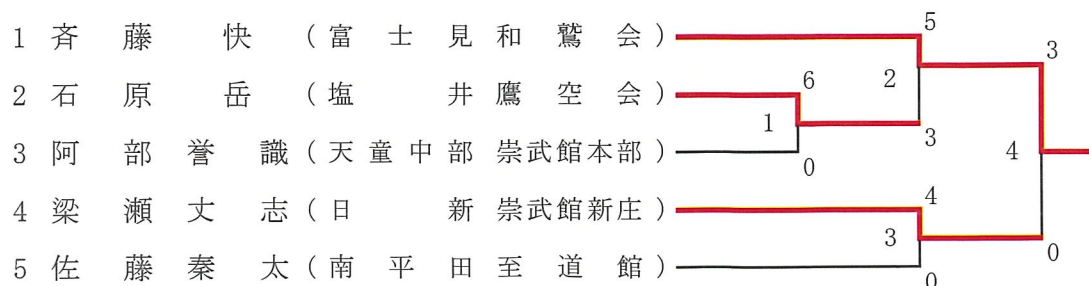 1 斉藤快 (富士見和鷲会) 5
3
2 石原岳 (塩井鷹空会) 6 2
1
3 阿部誉識 (天童中部崇武館本部) 0 3 4
4 梁瀬丈志 (日新崇武館新庄) 4
3 0
5 佐藤秦太 (南平田至道館) 0